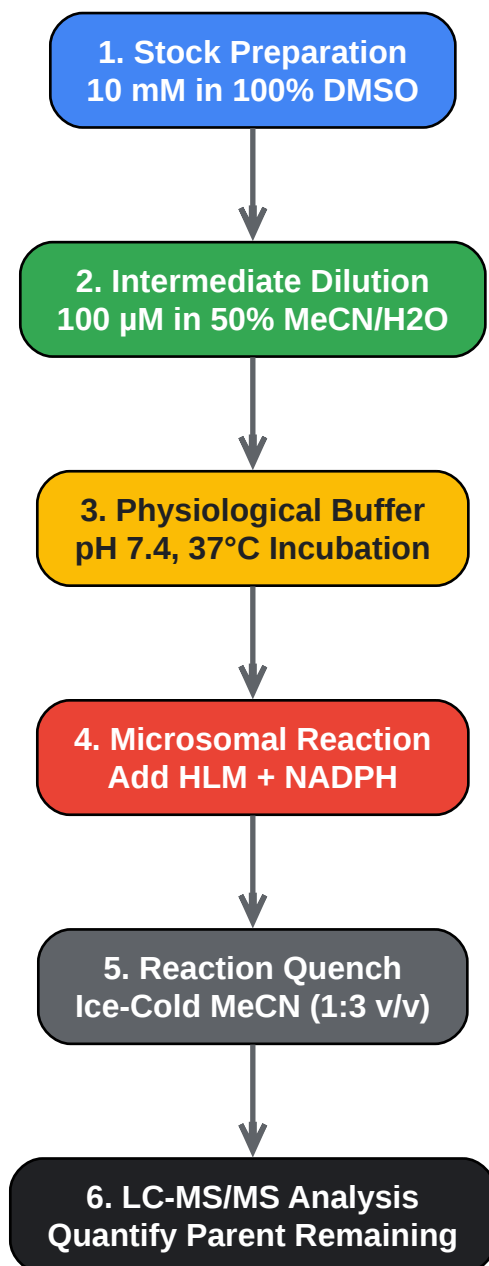 1. Stock Preparation
10 mM in 100% DMSO
2. Intermediate Dilution
100 µM in 50% MeCN/H2O
3. Physiological Buffer
pH 7.4, 37°C Incubation
4. Microsomal Reaction
Add HLM + NADPH
5. Reaction Quench
Ice-Cold MeCN (1:3 v/v)
6. LC-MS/MS Analysis
Quantify Parent Remaining